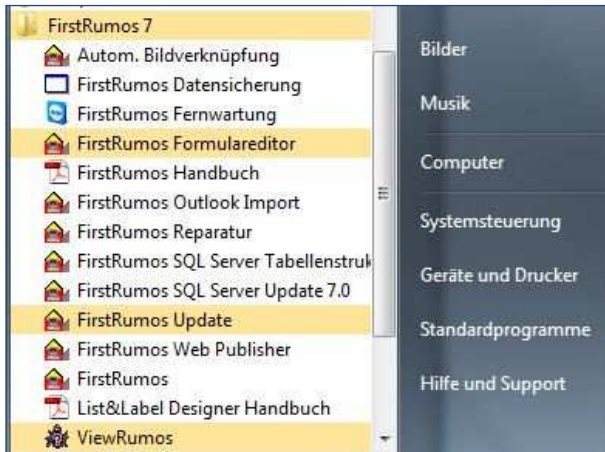 FirstRumos 7
Autom. Bildverknüpfung
FirstRumos Datensicherung
FirstRumos Fernwartung
FirstRumos Formulareditor
FirstRumos Handbuch
FirstRumos Outlook Import
FirstRumos Reparatur
FirstRumos SQL Server Tabellenstruk
FirstRumos SQL Server Update 7.0
FirstRumos Update
FirstRumos Web Publisher
FirstRumos
List&Label Designer Handbuch
ViewRumos
Bilder
Musik
Computer
Systemsteuerung
Geräte und Drucker
Standardprogramme
Hilfe und Support